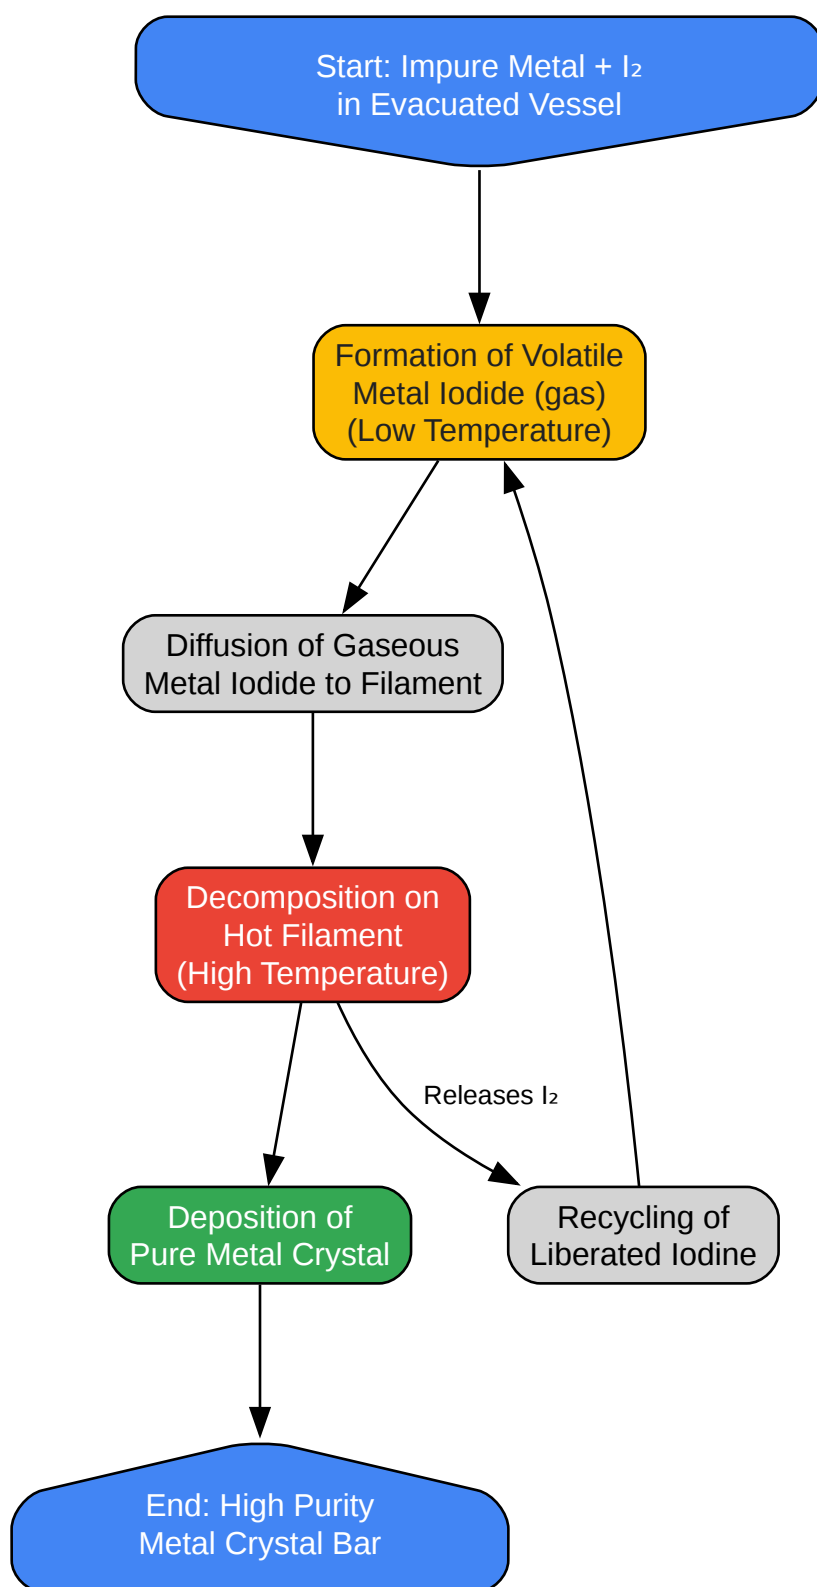 Start: Impure Metal + I₂
in Evacuated Vessel
Formation of Volatile
Metal Iodide (gas)
(Low Temperature)
Diffusion of Gaseous
Metal Iodide to Filament
Decomposition on
Hot Filament
(High Temperature)
Releases I₂
Deposition of
Pure Metal Crystal
Recycling of
Liberated Iodine
End: High Purity
Metal Crystal Bar